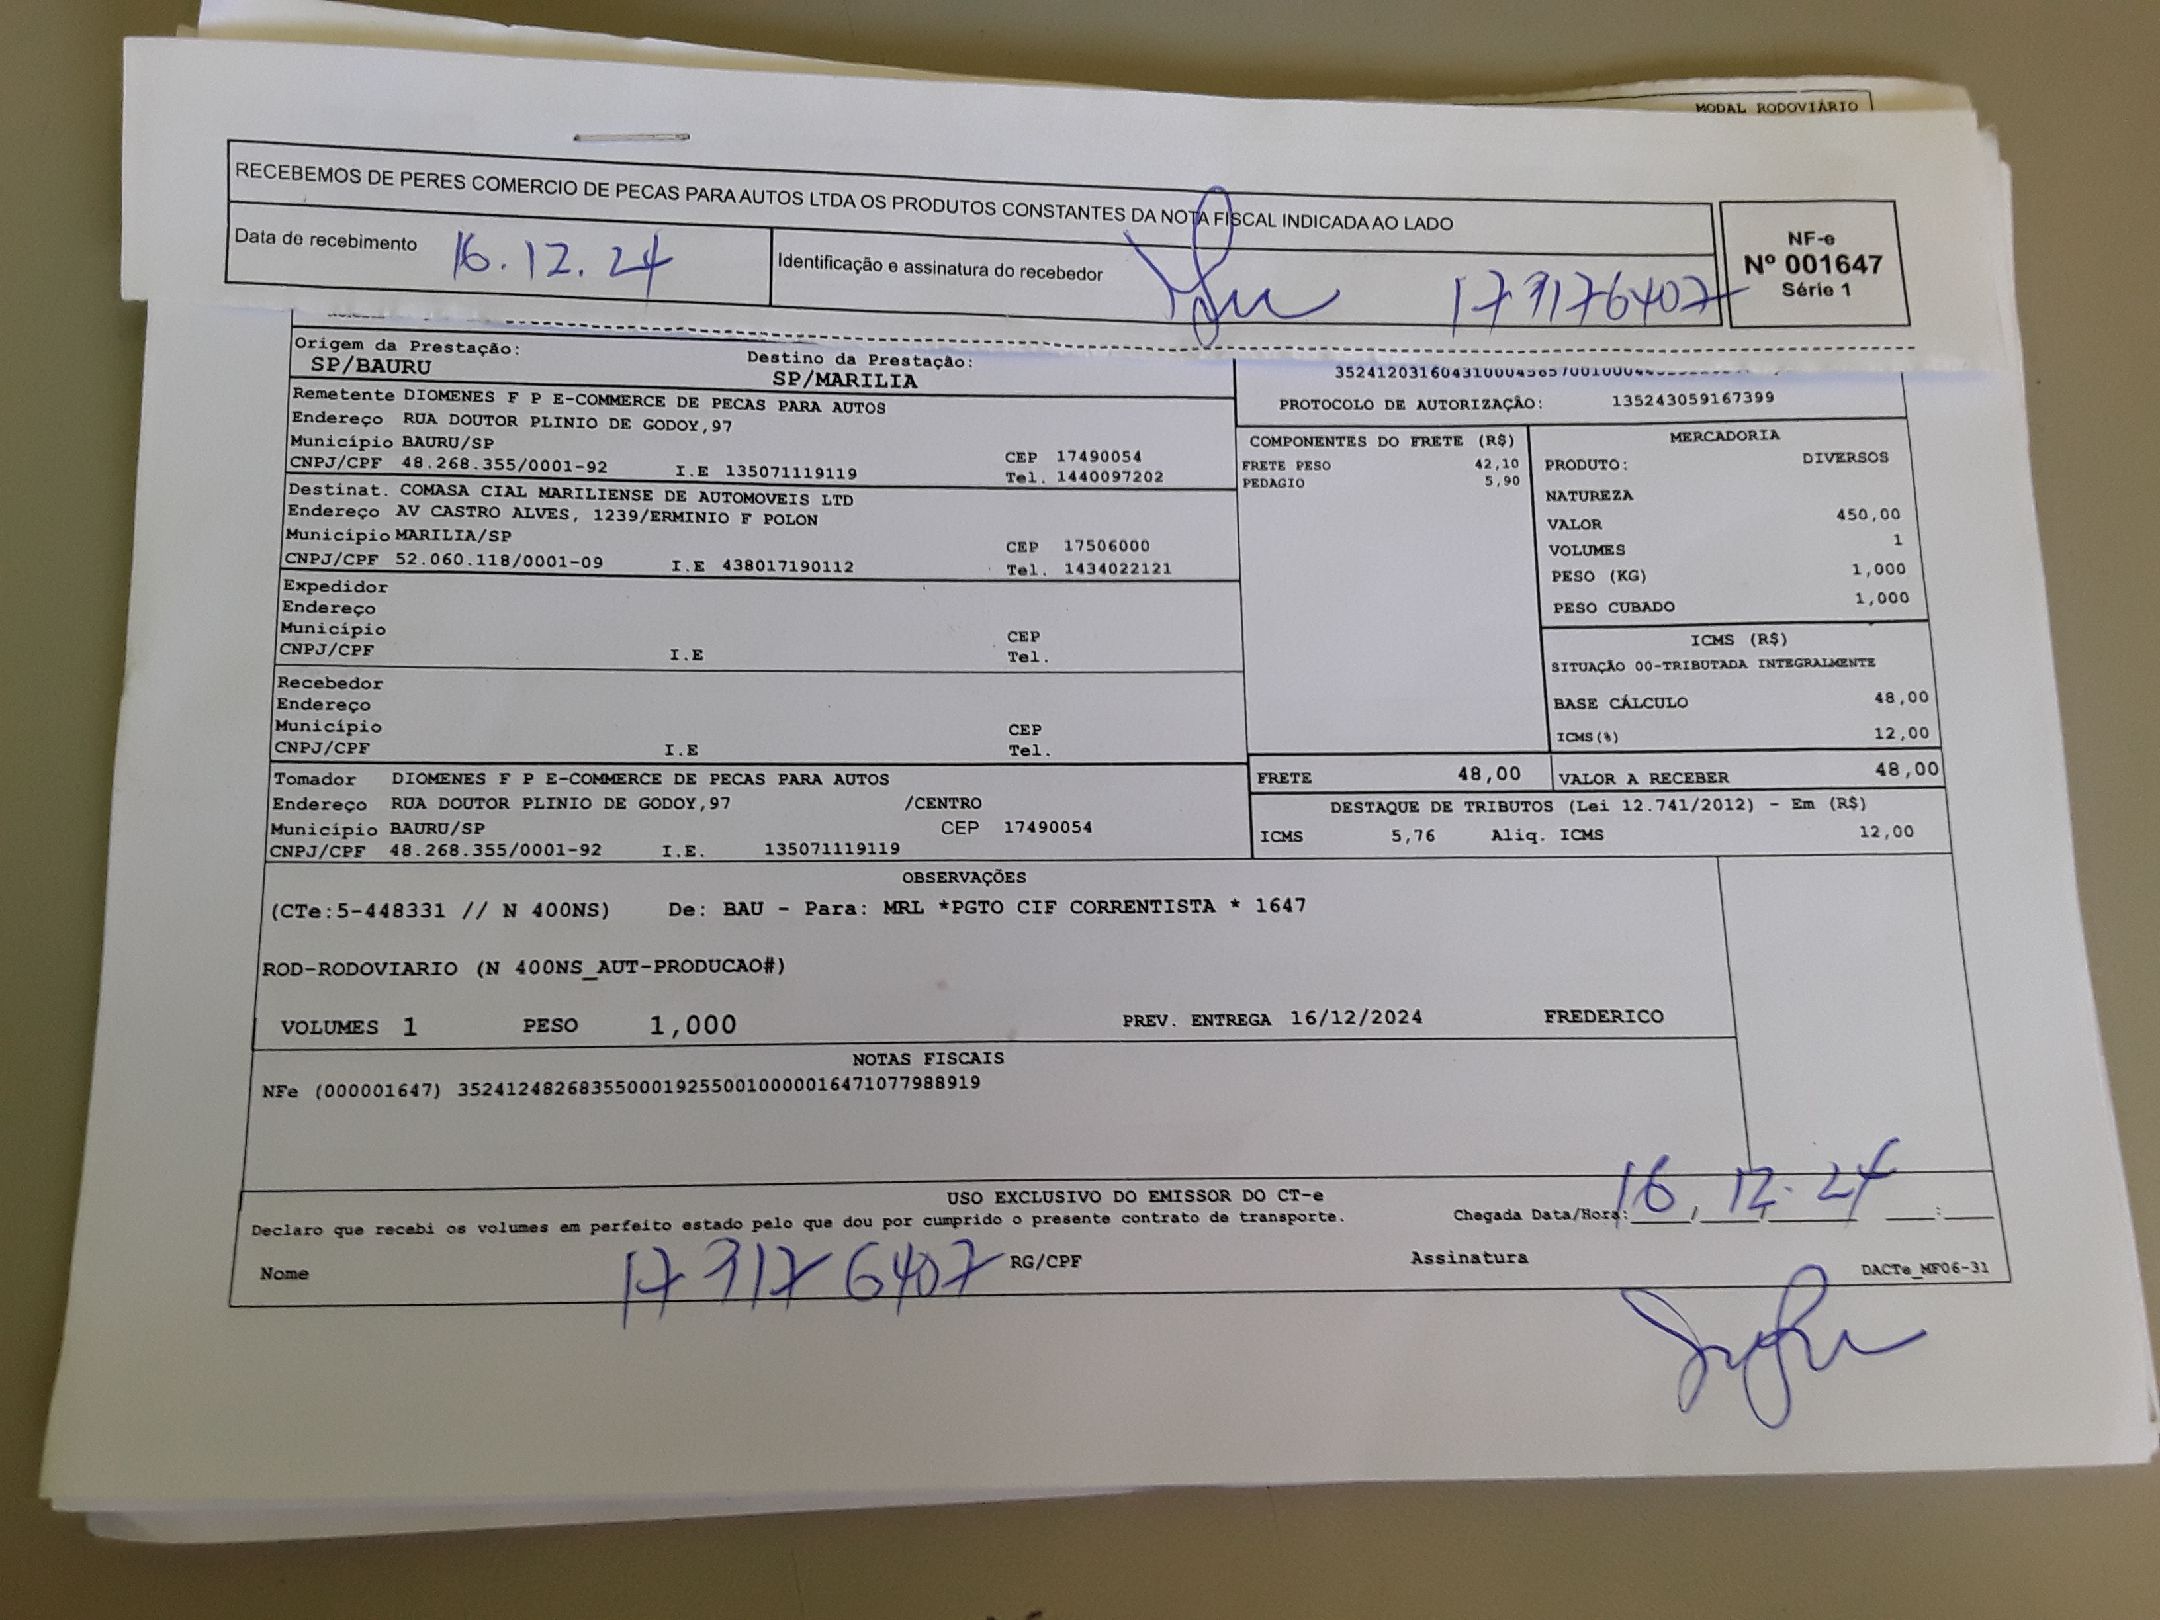 MODAL RODOVIÁRIO
RECEBEMOS DE PERES COMERCIO DE PECAS PARA AUTOS LTDA OS PRODUTOS CONSTANTES DA NOTA FISCAL INDICADA AO LADO
Data de recebimento 16.12.24
Identificação e assinatura do recebedor 173176407
NF-e
Nº 001647
Série 1
Origem da Prestação:
SP/BAURU
Destino da Prestação:
SP/MARILIA
PROTOCOLO DE AUTORIZAÇÃO: 135243059167399
Remetente DIOMENES F P E-COMMERCE DE PECAS PARA AUTOS
Endereço RUA DOUTOR PLINIO DE GODOY,97
Município BAURU/SP CEP 17490054
CNPJ/CPF 48.268.355/0001-92 I.E 135071119119 Tel. 1440097202
Destinat. COMASA CIAL MARILIENSE DE AUTOMOVEIS LTD
Endereço AV CASTRO ALVES, 1239/ERMINIO F POLON
Município MARILIA/SP CEP 17506000
CNPJ/CPF 52.060.118/0001-09 I.E 438017190112 Tel. 1434022121
Expedidor
Endereço
Município CEP
CNPJ/CPF I.E Tel.
Recebedor
Endereço
Município CEP
CNPJ/CPF I.E Tel.
Tomador DIOMENES F P E-COMMERCE DE PECAS PARA AUTOS
Endereço RUA DOUTOR PLINIO DE GODOY,97 /CENTRO
Município BAURU/SP CEP 17490054
CNPJ/CPF 48.268.355/0001-92 I.E. 135071119119
COMPONENTES DO FRETE (R$)
FRETE PESO 42,10
PEDAGIO 5,90
MERCADORIA
PRODUTO: DIVERSOS
NATUREZA
VALOR 450,00
VOLUMES 1
PESO (KG) 1,000
PESO CUBADO 1,000
ICMS (R$)
SITUAÇÃO 00-TRIBUTADA INTEGRALMENTE
BASE CÁLCULO 48,00
ICMS(%) 12,00
FRETE 48,00 VALOR A RECEBER 48,00
DESTAQUE DE TRIBUTOS (Lei 12.741/2012) - Em (R$)
ICMS 5,76 Aliq. ICMS 12,00
OBSERVAÇÕES
(CTe:5-448331 // N 400NS) De: BAU - Para: MRL *PGTO CIF CORRENTISTA * 1647
ROD-RODOVIARIO (N 400NS_AUT-PRODUCAO#)
VOLUMES 1 PESO 1,000 PREV. ENTREGA 16/12/2024 FREDERICO
NOTAS FISCAIS
NFe (000001647) 35241248268355000192550010000016471077988919
USO EXCLUSIVO DO EMISSOR DO CT-e
Declaro que recebi os volumes em perfeito estado pelo que dou por cumprido o presente contrato de transporte. Chegada Data/Hora: 16.12.24
Nome 173176407 RG/CPF Assinatura
DACTe_MF06-31